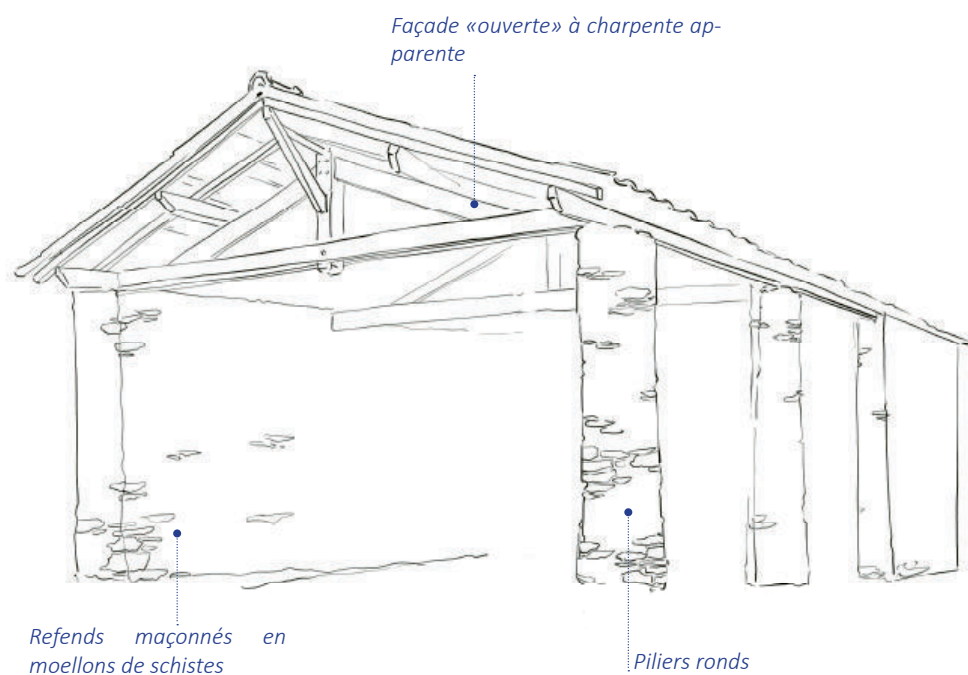 Façade «ouverte» à charpente ap-
parente
Refends maçonnés en
moellons de schistes
Piliers ronds